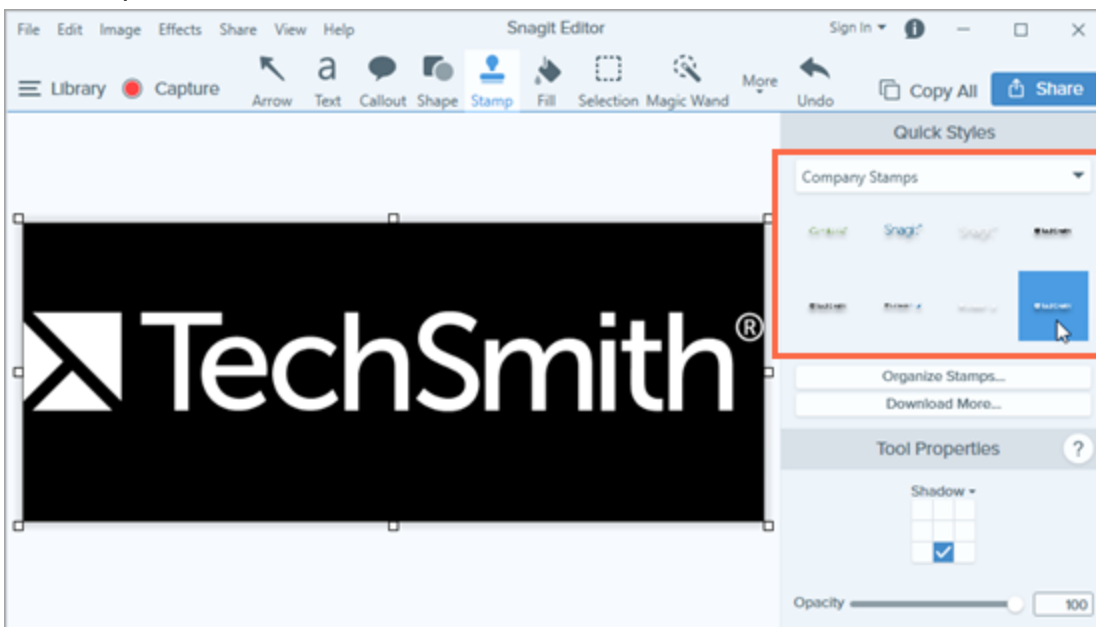 File Edit Image Effects Share View Help Snagit Editor Sign In
Library Capture Arrow Text Callout Shape Stamp Fill Selection Magic Wand More Undo Copy All Share
Quick Styles
Company Stamps
Snagit
TechSmith®
Organize Stamps...
Download More...
Tool Properties
?
Shadow
Opacity 100